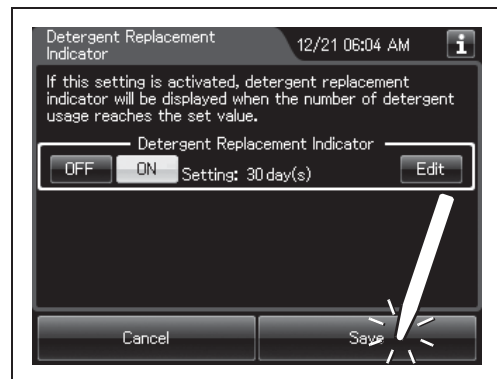 Detergent Replacement
Indicator
12/21 06:04 AM
i
If this setting is activated, detergent replacement
indicator will be displayed when the number of detergent
usage reaches the set value.
Detergent Replacement Indicator
OFF ON Setting: 30 day(s) Edit
Cancel Save